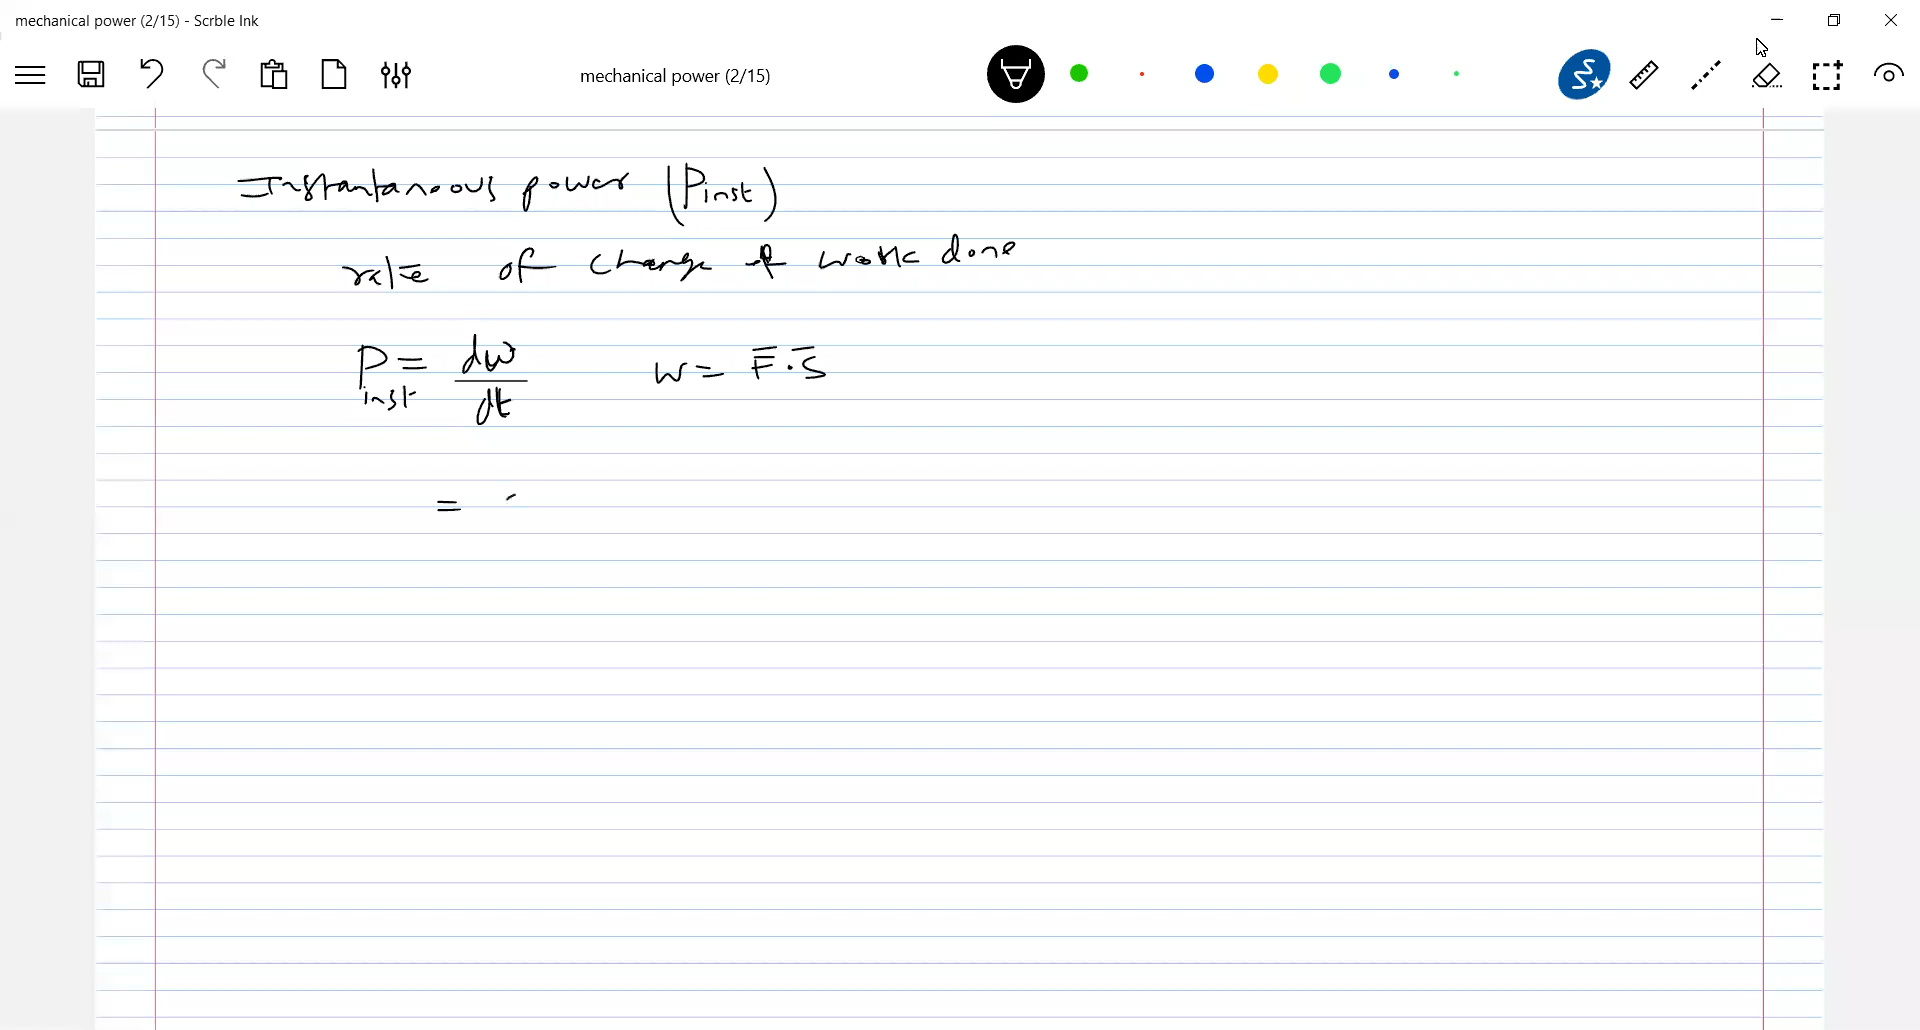 mechanical power (2/15) - Scrble Ink
mechanical power (2/15)
Instantaneous power (Pinst)
rate of change of work done
Pinst = dw/dt    W = F̅·S̅
=